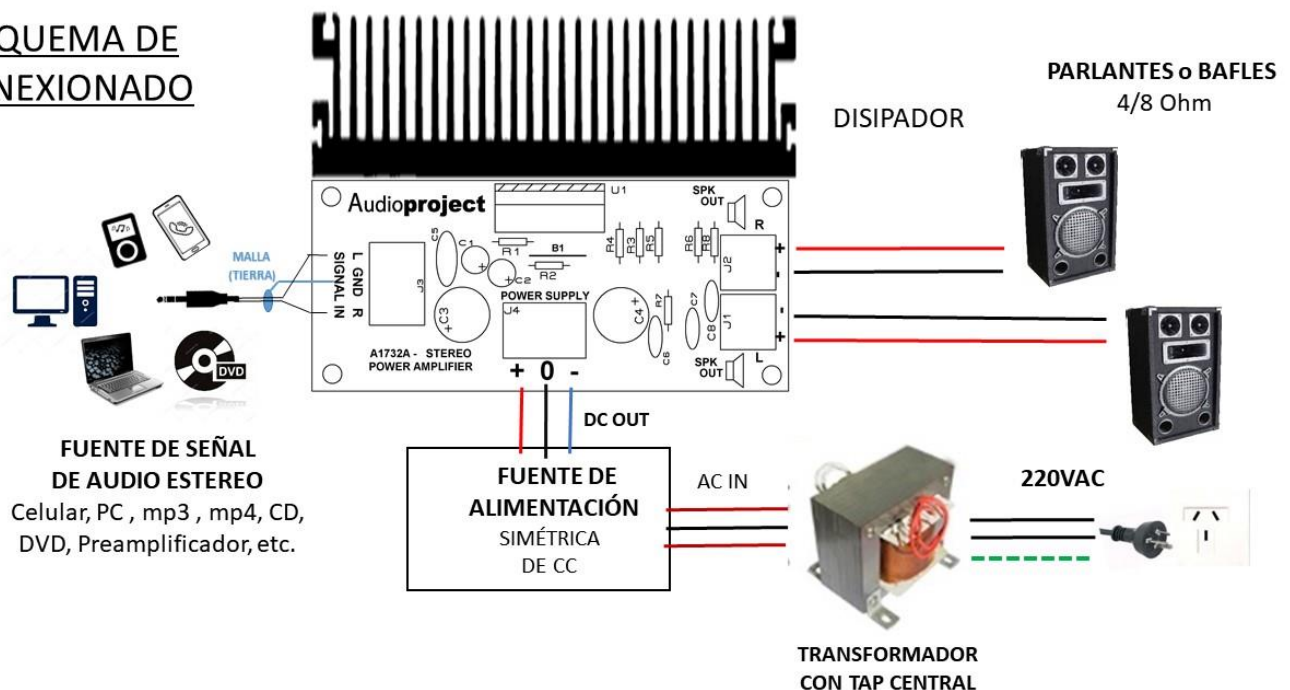 QUEMA DE
NEXIONADO
PARLANTES o BAFLES
4/8 Ohm
DISIPADOR
Audioproject
U1
SPK
OUT
R
C5
C1
R1
B1
R4
R3
R5
R6
R8
+
-
J2
MALLA
(TIERRA)
L GND R
SIGNAL IN
J3
C2
R2
POWER SUPPLY
J4
+C3
C4+
R7
C7
C6
C8
J1
-
+
A1732A - STEREO
POWER AMPLIFIER
+ 0 -
SPK
OUT
L
DVD
DC OUT
FUENTE DE SEÑAL
DE AUDIO ESTEREO
Celular, PC , mp3 , mp4, CD,
DVD, Preamplificador, etc.
FUENTE DE
ALIMENTACIÓN
SIMÉTRICA
DE CC
AC IN
220VAC
TRANSFORMADOR
CON TAP CENTRAL